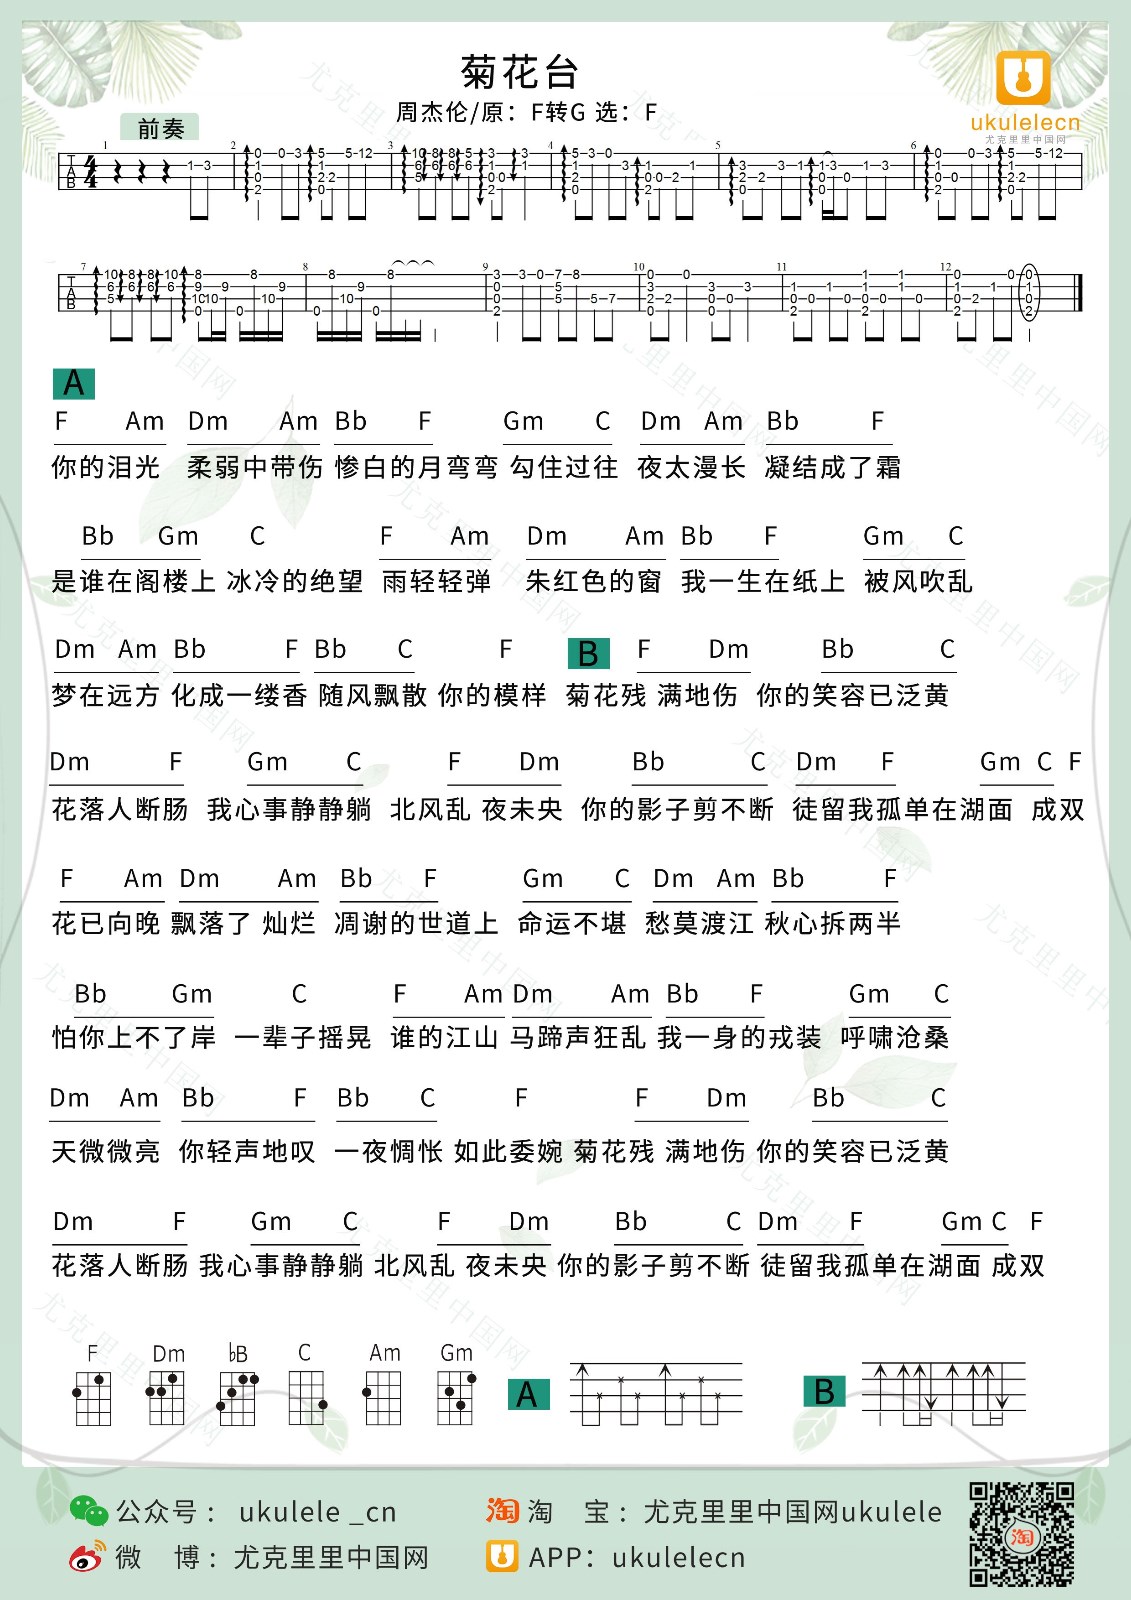 菊花台
周杰伦/原：F转G 选：F
ukulelecn
尤克里里中国网
前奏
A
F Am Dm Am Bb F Gm C Dm Am Bb F
你的泪光 柔弱中带伤 惨白的月弯弯 勾住过往 夜太漫长 凝结成了霜
Bb Gm C F Am Dm Am Bb F Gm C
是谁在阁楼上 冰冷的绝望 雨轻轻弹 朱红色的窗 我一生在纸上 被风吹乱
Dm Am Bb F Bb C F B F Dm Bb C
梦在远方 化成一缕香 随风飘散 你的模样 菊花残 满地伤 你的笑容已泛黄
Dm F Gm C F Dm Bb C Dm F Gm C F
花落人断肠 我心事静静躺 北风乱 夜未央 你的影子剪不断 徒留我孤单在湖面 成双
F Am Dm Am Bb F Gm C Dm Am Bb F
花已向晚 飘落了 灿烂 凋谢的世道上 命运不堪 愁莫渡江 秋心拆两半
Bb Gm C F Am Dm Am Bb F Gm C
怕你上不了岸 一辈子摇晃 谁的江山 马蹄声狂乱 我一身的戎装 呼啸沧桑
Dm Am Bb F Bb C F F Dm Bb C
天微微亮 你轻声地叹 一夜惆怅 如此委婉 菊花残 满地伤 你的笑容已泛黄
Dm F Gm C F Dm Bb C Dm F Gm C F
花落人断肠 我心事静静躺 北风乱 夜未央 你的影子剪不断 徒留我孤单在湖面 成双
F Dm ♭B C Am Gm
A B
公众号： ukulele _cn 淘 淘 宝：尤克里里中国网ukulele
微 博：尤克里里中国网 APP：ukulelecn
淘